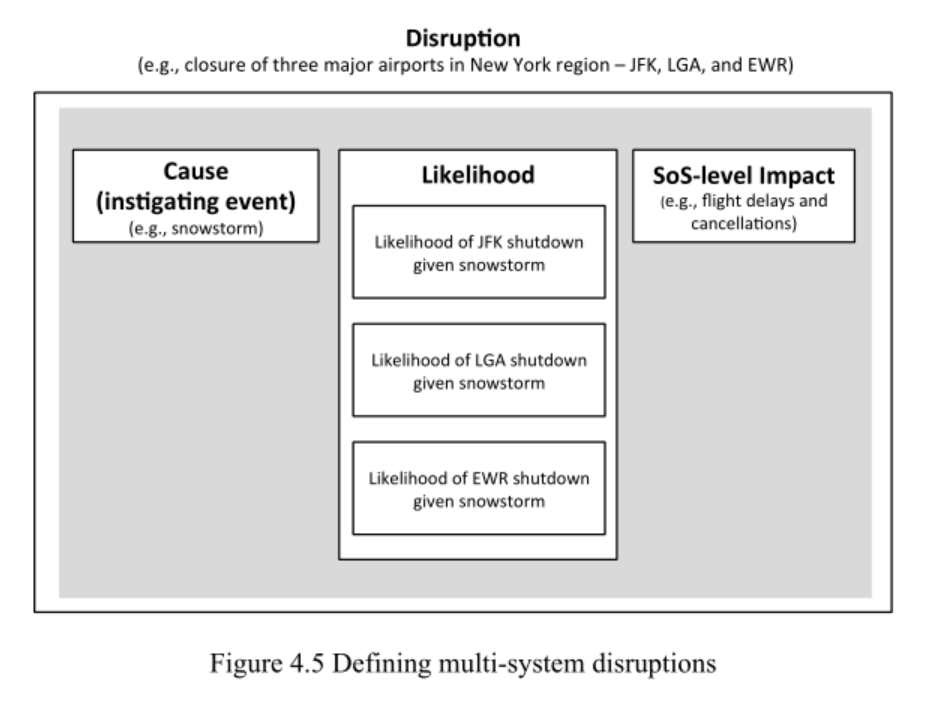 Disruption
(e.g., closure of three major airports in New York region – JFK, LGA, and EWR)
Cause
(instigating event)
(e.g., snowstorm)
Likelihood
Likelihood of JFK shutdown
given snowstorm
Likelihood of LGA shutdown
given snowstorm
Likelihood of EWR shutdown
given snowstorm
SoS-level Impact
(e.g., flight delays and
cancellations)
Figure 4.5 Defining multi-system disruptions